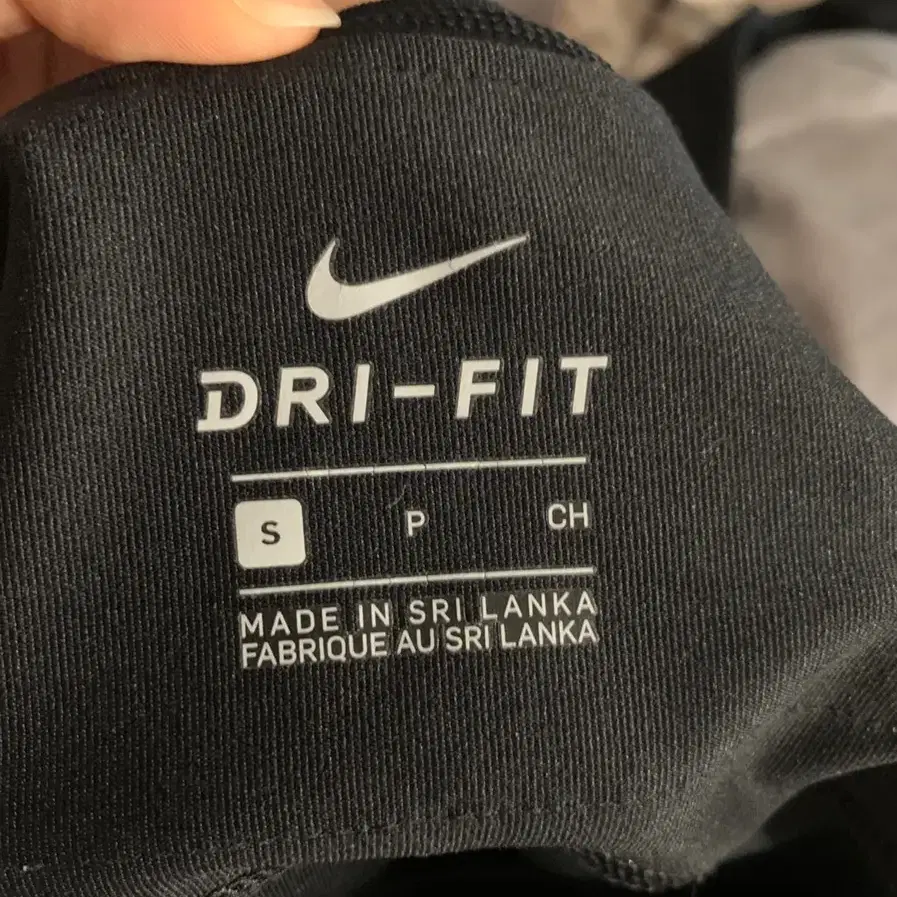 DRI-FIT
S P CH
MADE IN SRI LANKA
FABRIQUE AU SRI LANKA